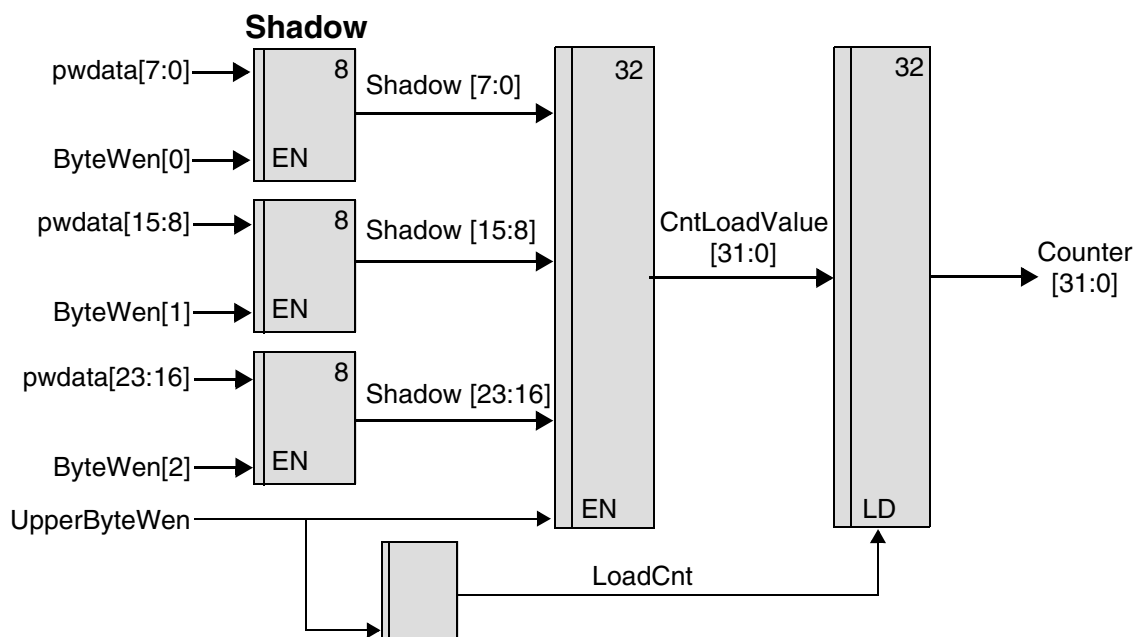 Shadow
pwdata[7:0]
8
Shadow [7:0]
ByteWen[0]
EN
pwdata[15:8]
8
Shadow [15:8]
ByteWen[1]
EN
pwdata[23:16]
8
Shadow [23:16]
ByteWen[2]
EN
UpperByteWen
32
EN
CntLoadValue
[31:0]
32
LD
Counter
[31:0]
LoadCnt